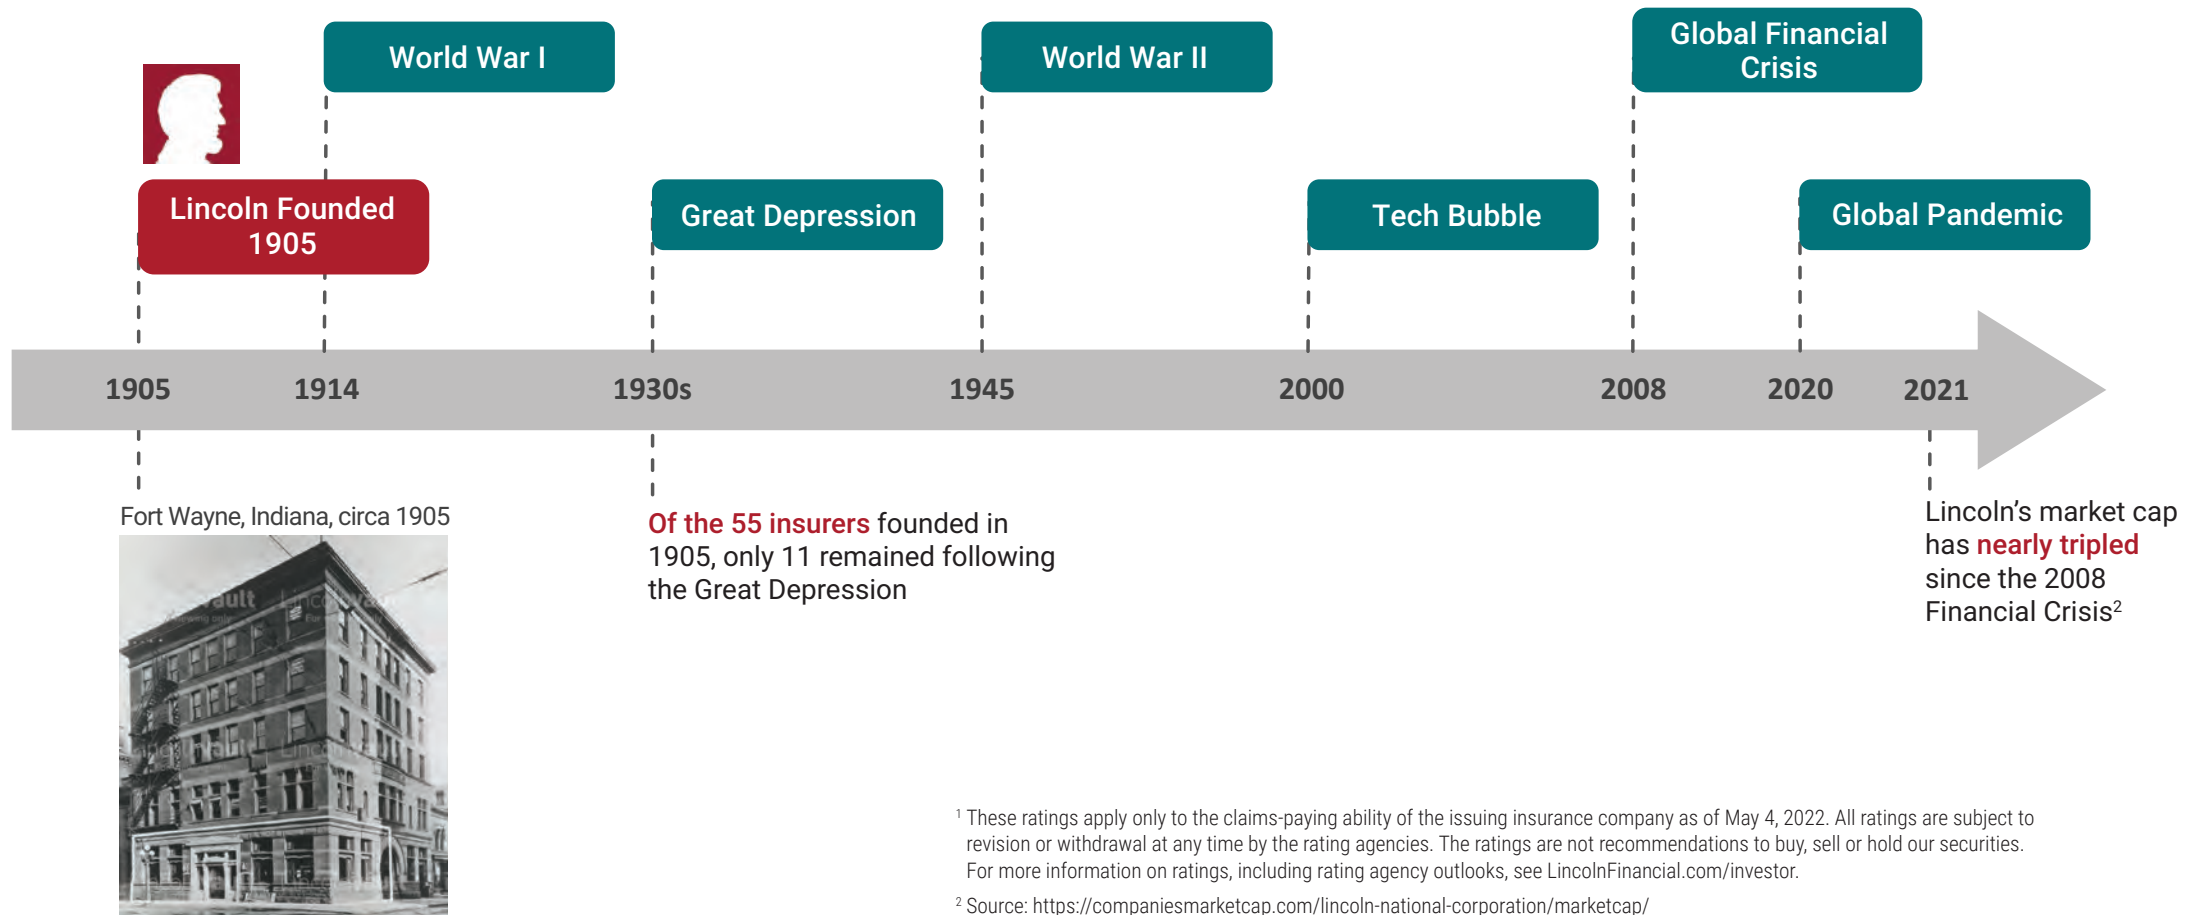 World War I
World War II
Global Financial
Crisis
Lincoln Founded
1905
Great Depression
Tech Bubble
Global Pandemic
1905
1914
1930s
1945
2000
2008
2020
2021
Fort Wayne, Indiana, circa 1905
Of the 55 insurers founded in
1905, only 11 remained following
the Great Depression
Lincoln’s market cap
has nearly tripled
since the 2008
Financial Crisis²
¹ These ratings apply only to the claims-paying ability of the issuing insurance company as of May 4, 2022. All ratings are subject to
revision or withdrawal at any time by the rating agencies. The ratings are not recommendations to buy, sell or hold our securities.
For more information on ratings, including rating agency outlooks, see LincolnFinancial.com/investor.
² Source: https://companiesmarketcap.com/lincoln-national-corporation/marketcap/